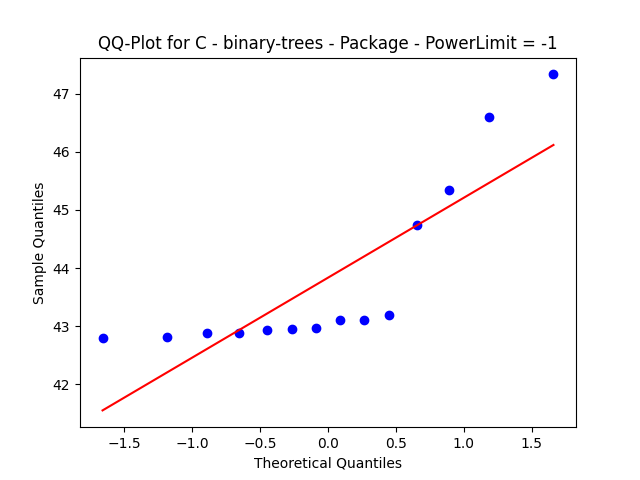 QQ-Plot for C - binary-trees - Package - PowerLimit = -1
47
46
45
44
43
42
Sample Quantiles
−1.5 −1.0 −0.5 0.0 0.5 1.0 1.5
Theoretical Quantiles